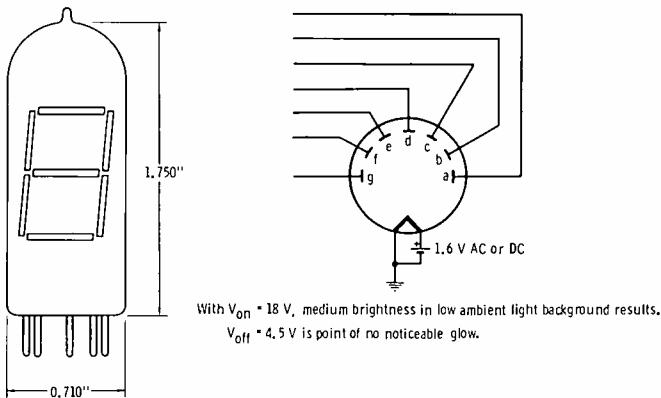 1.750"
0.710"
a
b
c
d
e
f
g
1.6 V AC or DC
With Von = 18 V, medium brightness in low ambient light background results.
Voff = 4.5 V is point of no noticeable glow.